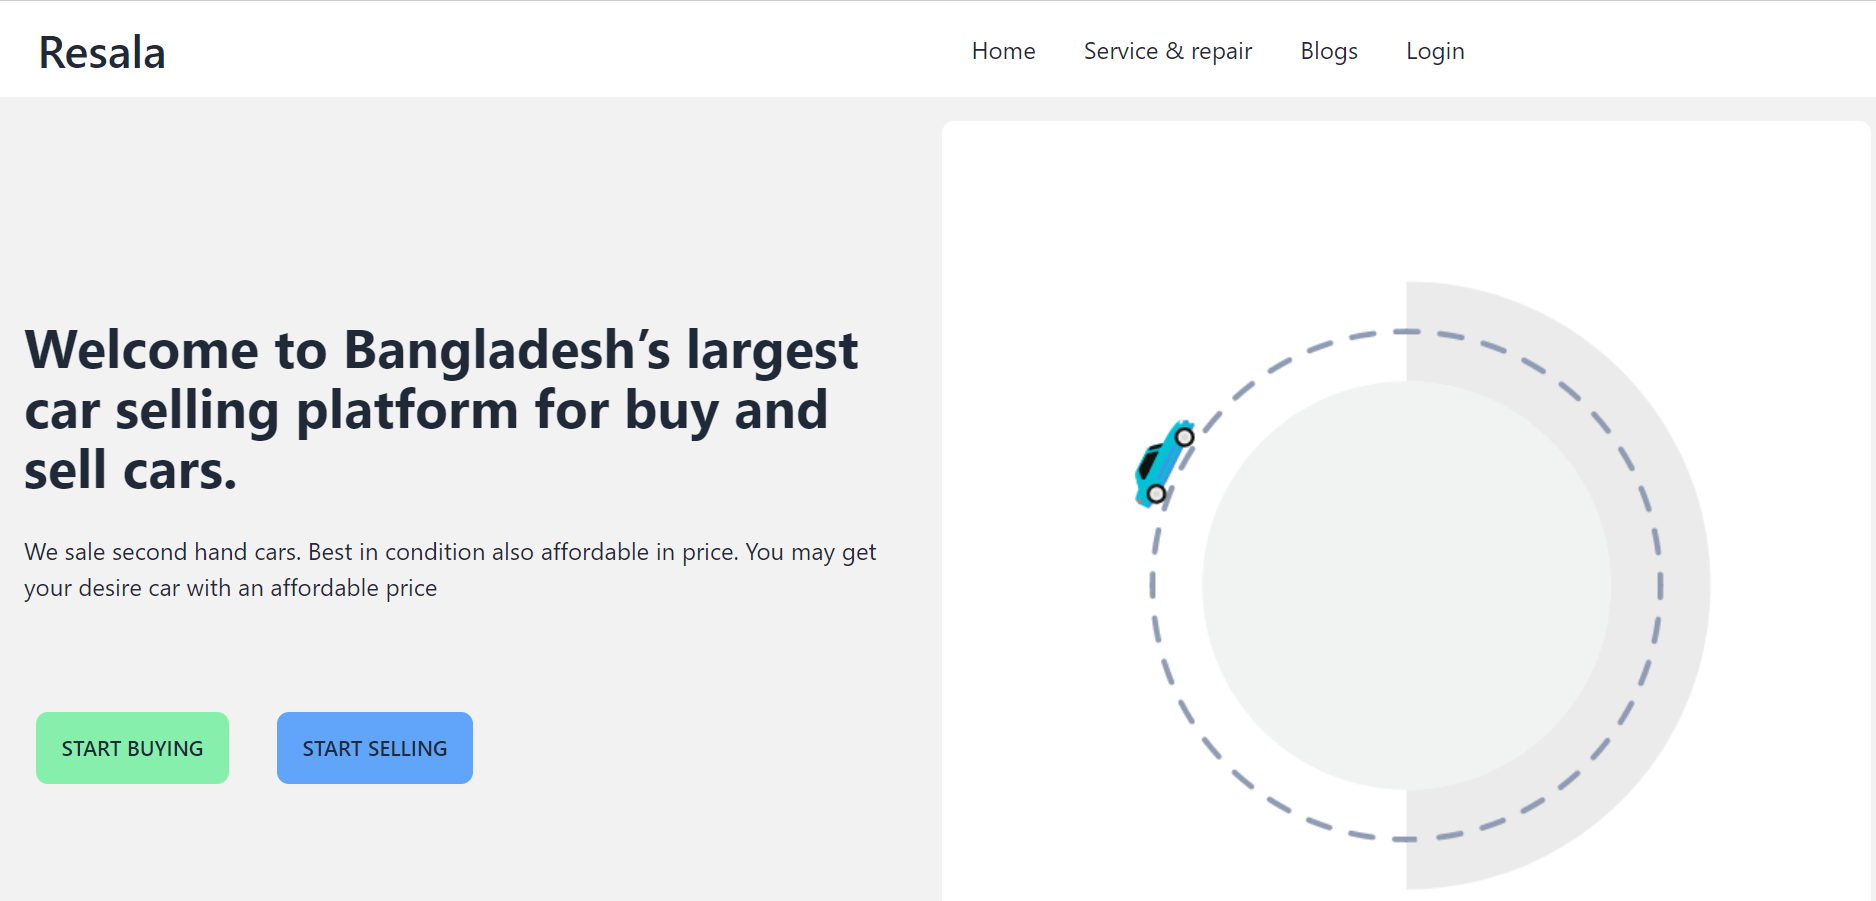 Resala
Home Service & repair Blogs Login
Welcome to Bangladesh’s largest
car selling platform for buy and
sell cars.
We sale second hand cars. Best in condition also affordable in price. You may get
your desire car with an affordable price
START BUYING START SELLING